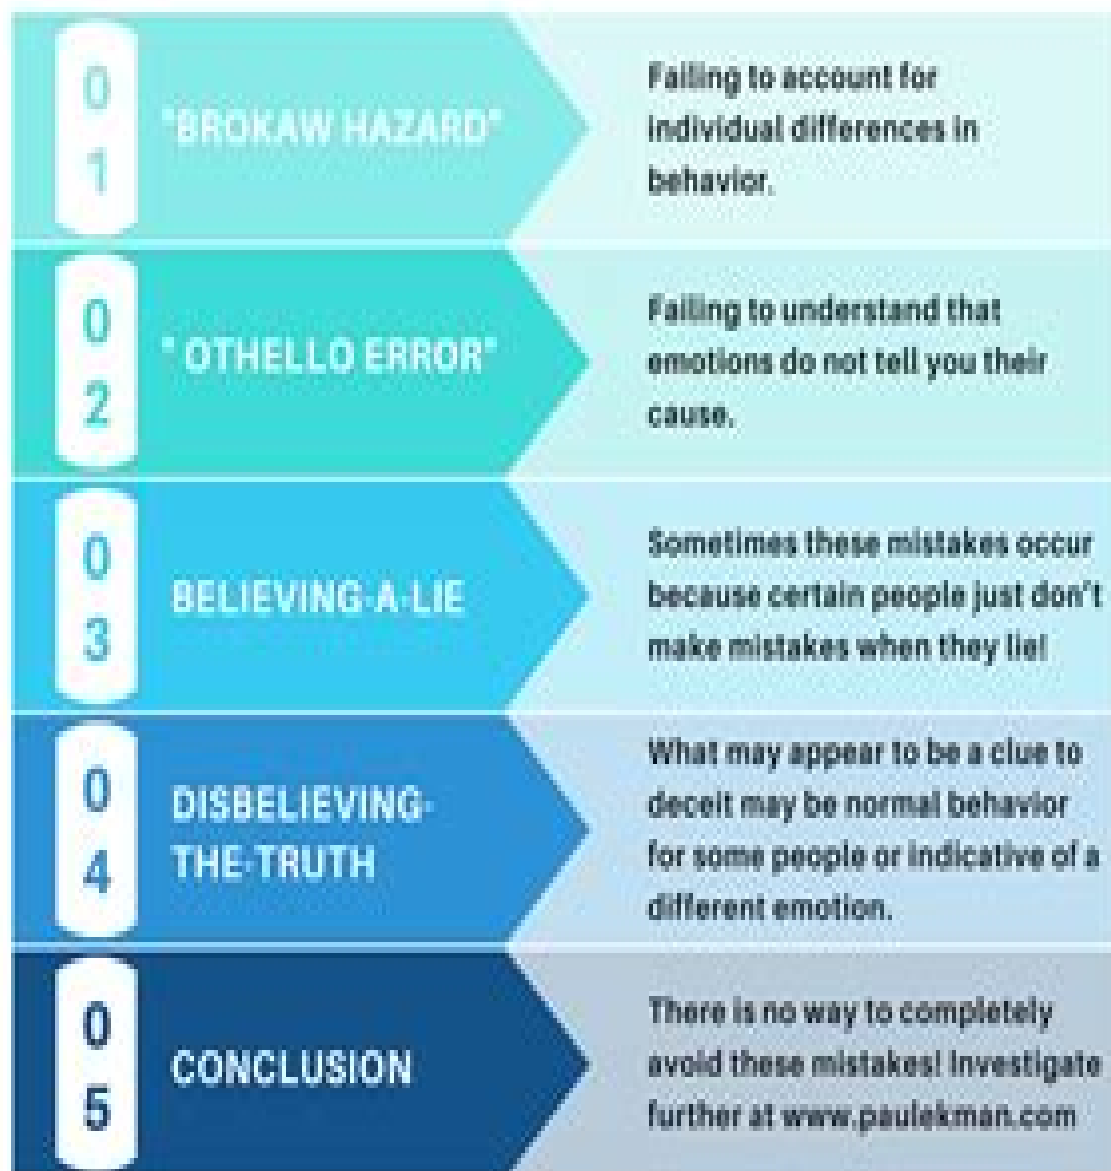 0
1
"BROKAW HAZARD"
Failing to account for
individual differences in
behavior.
0
2
" OTHELLO ERROR"
Failing to understand that
emotions do not tell you their
cause.
0
3
BELIEVING-A-LIE
Sometimes these mistakes occur
because certain people just don't
make mistakes when they lie!
0
4
DISBELIEVING-
THE-TRUTH
What may appear to be a clue to
deceit may be normal behavior
for some people or indicative of a
different emotion.
0
5
CONCLUSION
There is no way to completely
avoid these mistakes! Investigate
further at www.paulekman.com